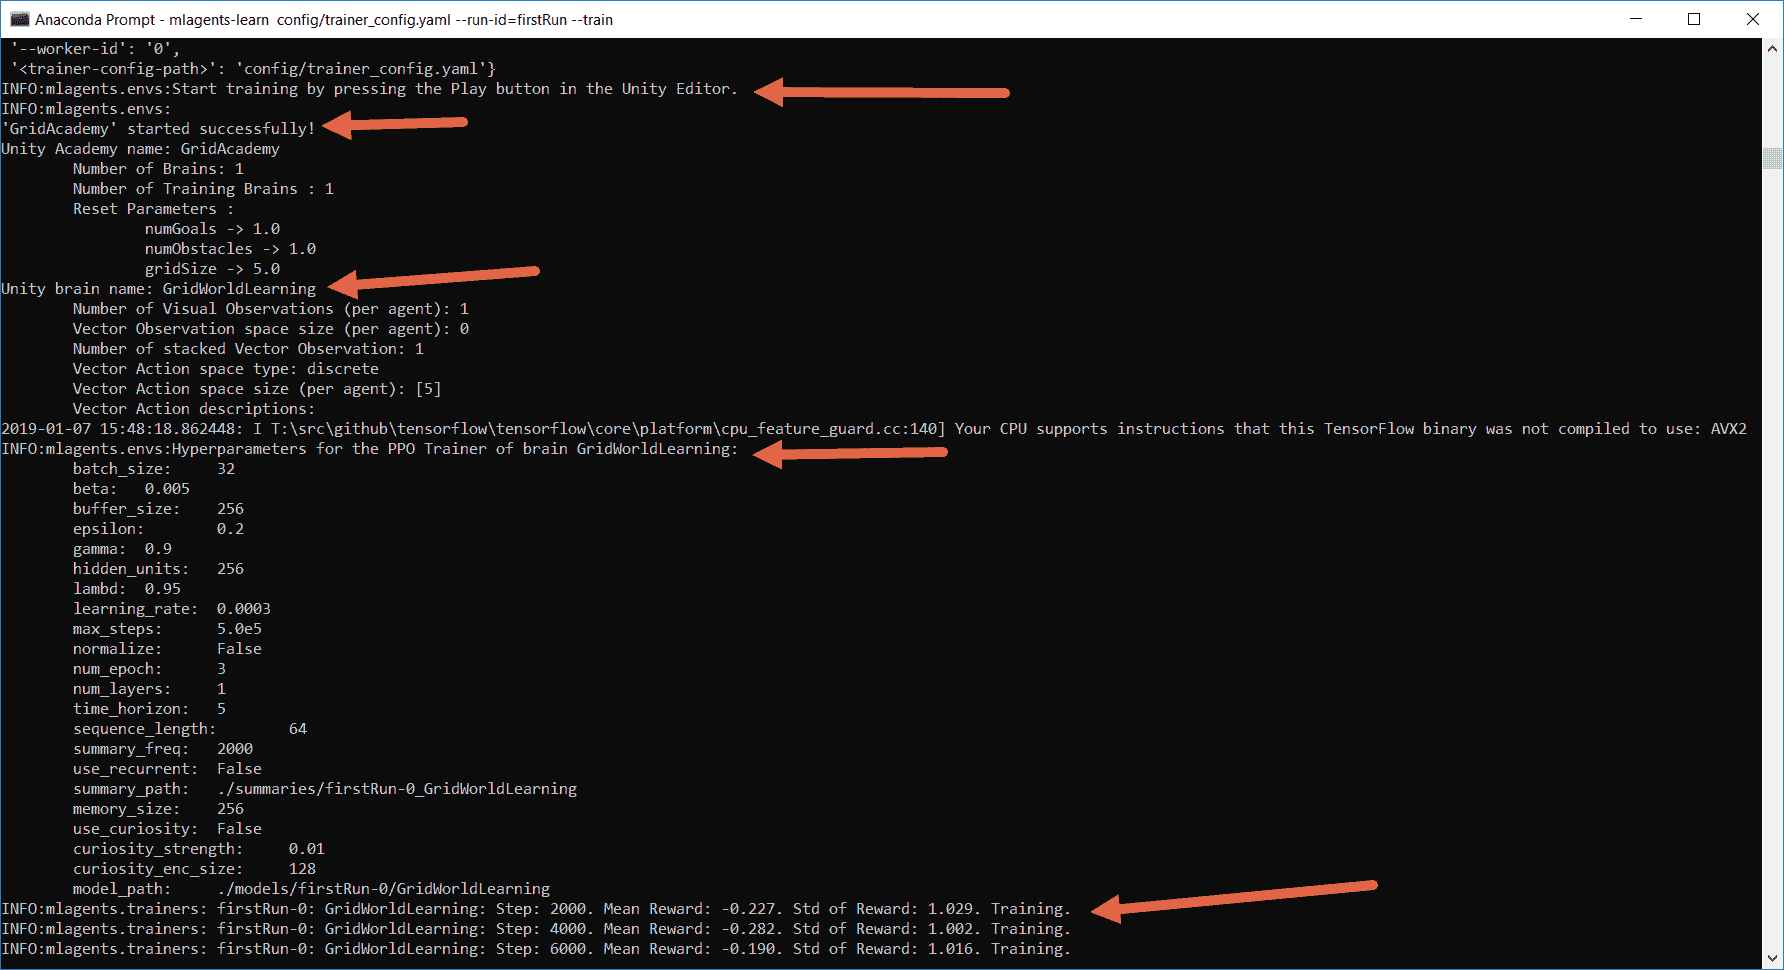 Anaconda Prompt - mlagents-learn  config/trainer_config.yaml --run-id=firstRun --train
'--worker-id': '0',
'<trainer-config-path>': 'config/trainer_config.yaml'}
INFO:mlagents.envs:Start training by pressing the Play button in the Unity Editor.
INFO:mlagents.envs:
'GridAcademy' started successfully!
Unity Academy name: GridAcademy
Number of Brains: 1
Number of Training Brains : 1
Reset Parameters :
numGoals -> 1.0
numObstacles -> 1.0
gridSize -> 5.0
Unity brain name: GridWorldLearning
Number of Visual Observations (per agent): 1
Vector Observation space size (per agent): 0
Number of stacked Vector Observation: 1
Vector Action space type: discrete
Vector Action space size (per agent): [5]
Vector Action descriptions:
2019-01-07 15:48:18.862448: I T:\src\github\tensorflow\tensorflow\core\platform\cpu_feature_guard.cc:140] Your CPU supports instructions that this TensorFlow binary was not compiled to use: AVX2
INFO:mlagents.envs:Hyperparameters for the PPO Trainer of brain GridWorldLearning:
batch_size: 32
beta: 0.005
buffer_size: 256
epsilon: 0.2
gamma: 0.9
hidden_units: 256
lambd: 0.95
learning_rate: 0.0003
max_steps: 5.0e5
normalize: False
num_epoch: 3
num_layers: 1
time_horizon: 5
sequence_length: 64
summary_freq: 2000
use_recurrent: False
summary_path: ./summaries/firstRun-0_GridWorldLearning
memory_size: 256
use_curiosity: False
curiosity_strength: 0.01
curiosity_enc_size: 128
model_path: ./models/firstRun-0/GridWorldLearning
INFO:mlagents.trainers: firstRun-0: GridWorldLearning: Step: 2000. Mean Reward: -0.227. Std of Reward: 1.029. Training.
INFO:mlagents.trainers: firstRun-0: GridWorldLearning: Step: 4000. Mean Reward: -0.282. Std of Reward: 1.002. Training.
INFO:mlagents.trainers: firstRun-0: GridWorldLearning: Step: 6000. Mean Reward: -0.190. Std of Reward: 1.016. Training.